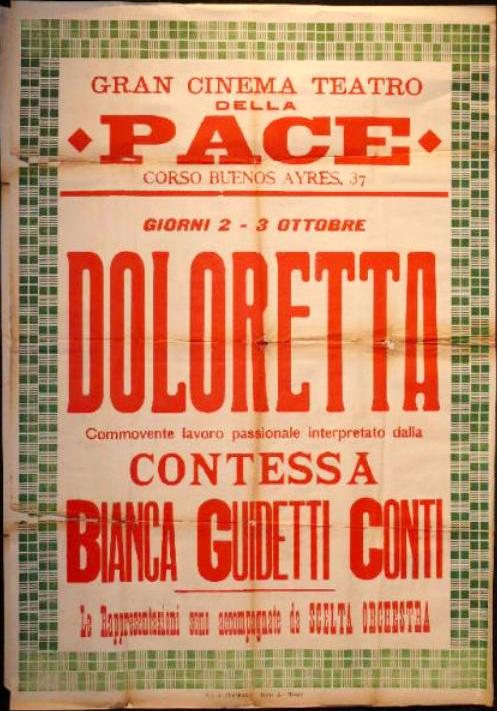 GRAN CINEMA TEATRO
DELLA
PACE
CORSO BUENOS AYRES, 37
GIORNI 2 - 3 OTTOBRE
DOLORETTA
Commovente lavoro passionale interpretato dalla
CONTESSA
BIANCA GUIDETTI CONTI
Le Rappresentazioni sono accompagnate da SCELTA ORCHESTRA